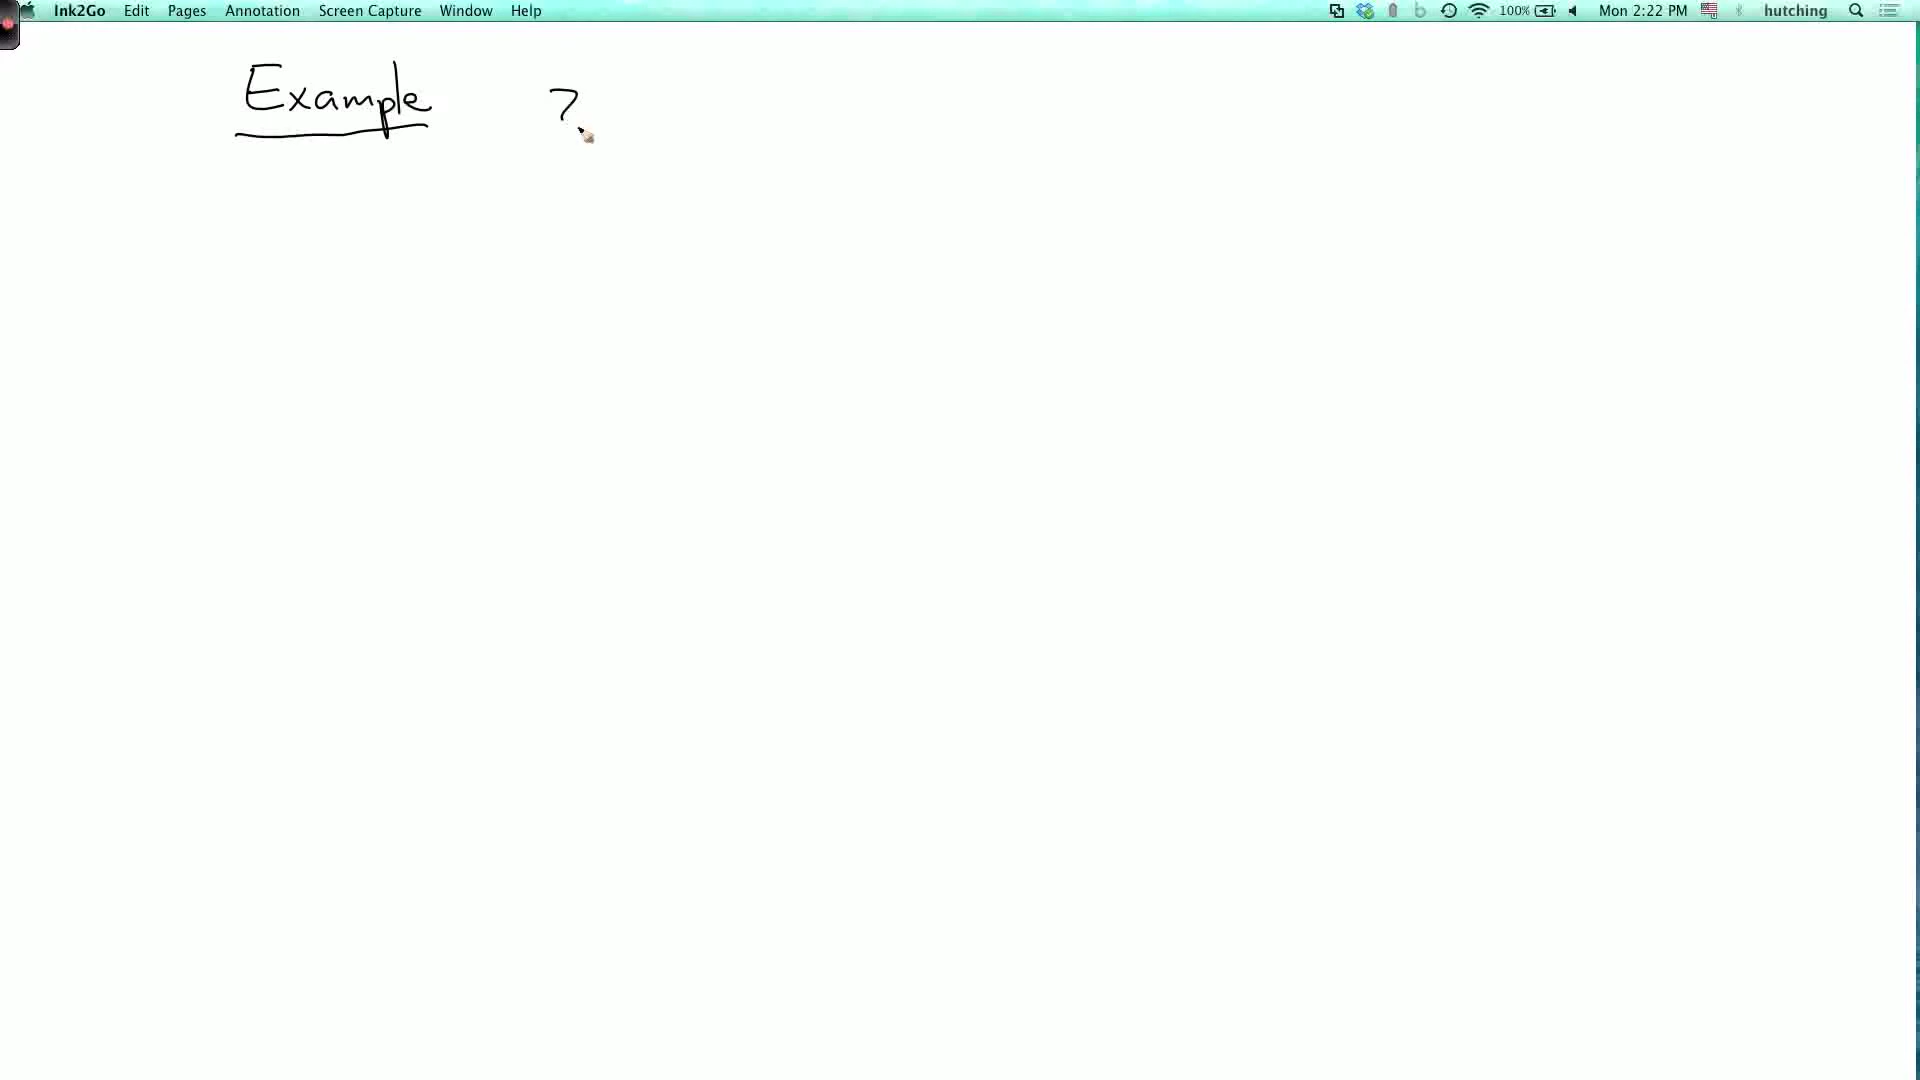 Ink2Go Edit Pages Annotation Screen Capture Window Help 100% Mon 2:22 PM hutching
Example 7